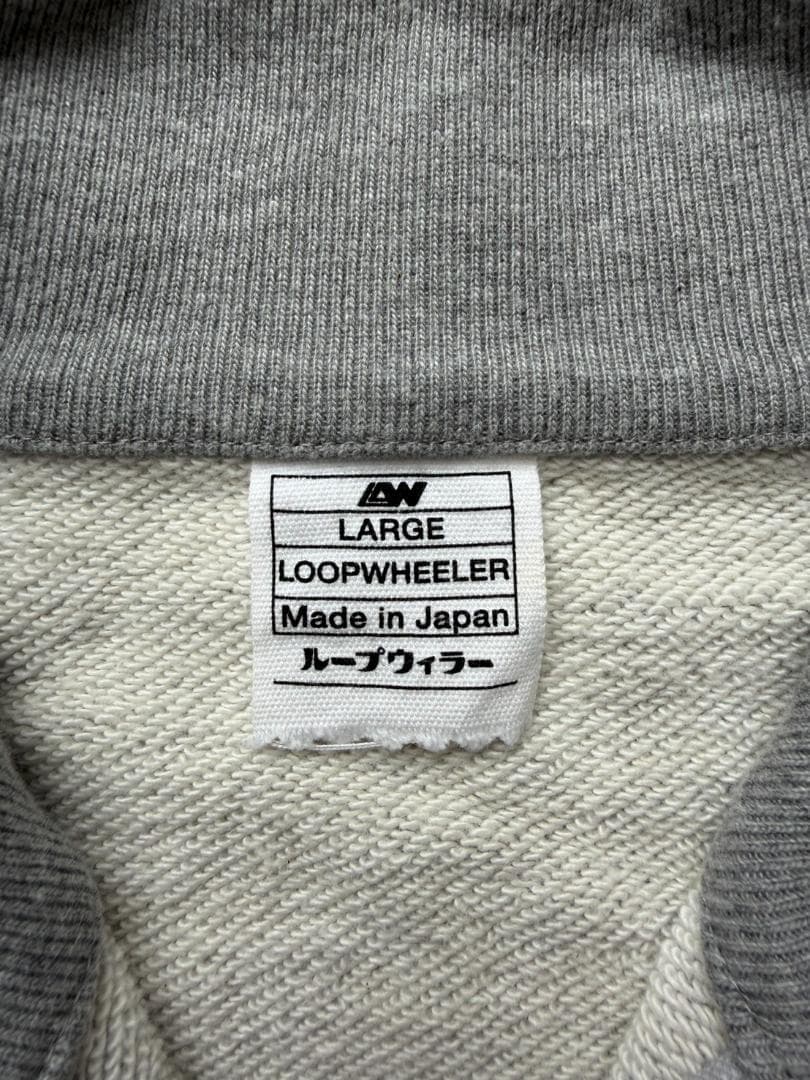 LW
LARGE
LOOPWHEELER
Made in Japan
ループウィラー